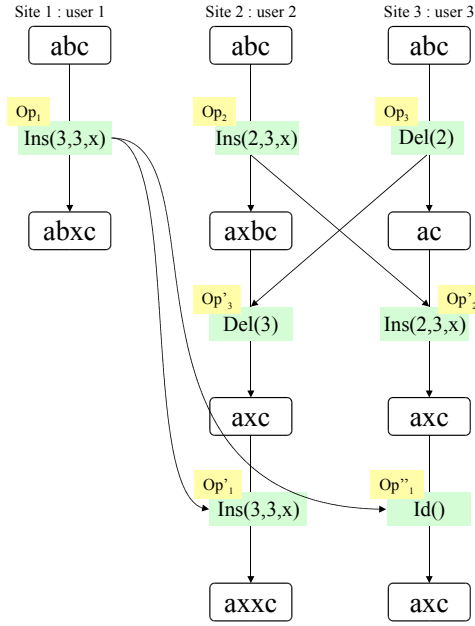 Site 1 : user 1 Site 2 : user 2 Site 3 : user 3
abc abc abc
Op1 Op2 Op3
Ins(3,3,x) Ins(2,3,x) Del(2)
abxc axbc ac
Op'3 Op'2
Del(3) Ins(2,3,x)
axc axc
Op'1 Op"1
Ins(3,3,x) Id()
axxc axc